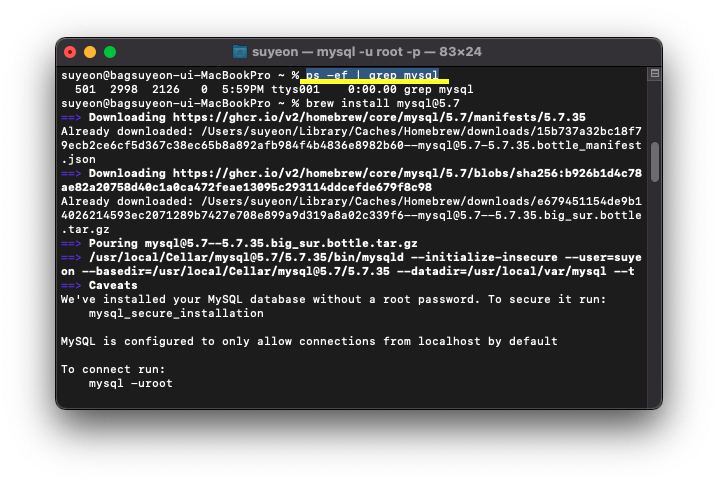 suyeon — mysql -u root -p — 83×24
suyeon@bagsuyeon-ui-MacBookPro ~ % ps -ef | grep mysql
  501  2998  2126   0  5:59PM ttys001    0:00.00 grep mysql
suyeon@bagsuyeon-ui-MacBookPro ~ % brew install mysql@5.7
==> Downloading https://ghcr.io/v2/homebrew/core/mysql/5.7/manifests/5.7.35
Already downloaded: /Users/suyeon/Library/Caches/Homebrew/downloads/15b737a32bc18f7
9ecb2ce6cf5d367c38ec65b8a892afb984f4b4836e8982b60--mysql@5.7-5.7.35.bottle_manifest
.json
==> Downloading https://ghcr.io/v2/homebrew/core/mysql/5.7/blobs/sha256:b926b1d4c78
ae82a20758d40c1a0ca472feae13095c293114ddcefde679f8c98
Already downloaded: /Users/suyeon/Library/Caches/Homebrew/downloads/e679451154de9b1
4026214593ec2071289b7427e708e899a9d319a8a02c339f6--mysql@5.7--5.7.35.big_sur.bottle
.tar.gz
==> Pouring mysql@5.7--5.7.35.big_sur.bottle.tar.gz
==> /usr/local/Cellar/mysql@5.7/5.7.35/bin/mysqld --initialize-insecure --user=suye
on --basedir=/usr/local/Cellar/mysql@5.7/5.7.35 --datadir=/usr/local/var/mysql --t
==> Caveats
We've installed your MySQL database without a root password. To secure it run:
    mysql_secure_installation
MySQL is configured to only allow connections from localhost by default
To connect run:
    mysql -uroot